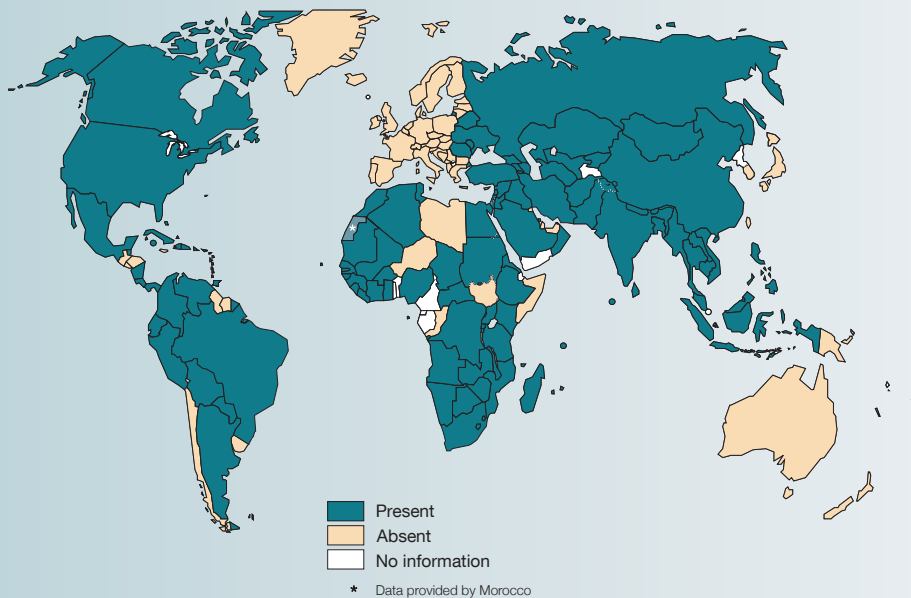 *
Present
Absent
No information
* Data provided by Morocco